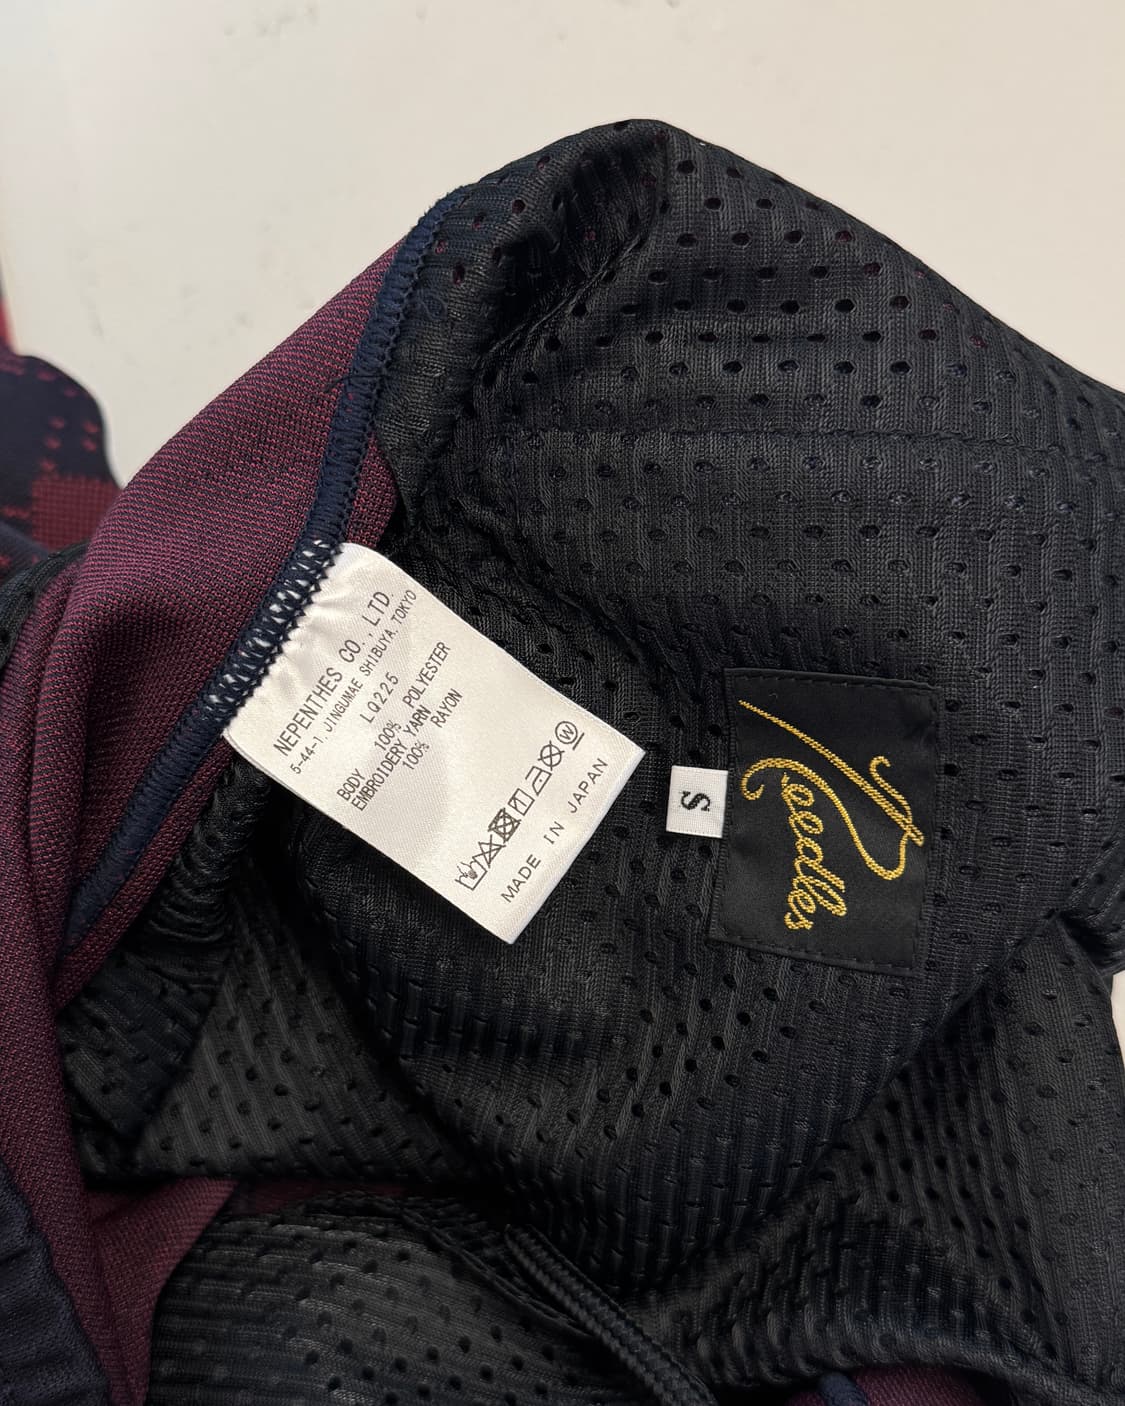 NEPENTHES CO., LTD.
5-44-1, JINGUMAE SHIBUYA, TOKYO
LQ225
BODY 100% POLYESTER
EMBROIDERY YARN
100% RAYON
W
MADE IN JAPAN
S
Needles